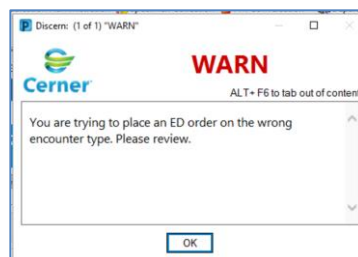 Discern: (1 of 1) "WARN"
Cerner
WARN
ALT+ F6 to tab out of content
You are trying to place an ED order on the wrong
encounter type. Please review.
OK